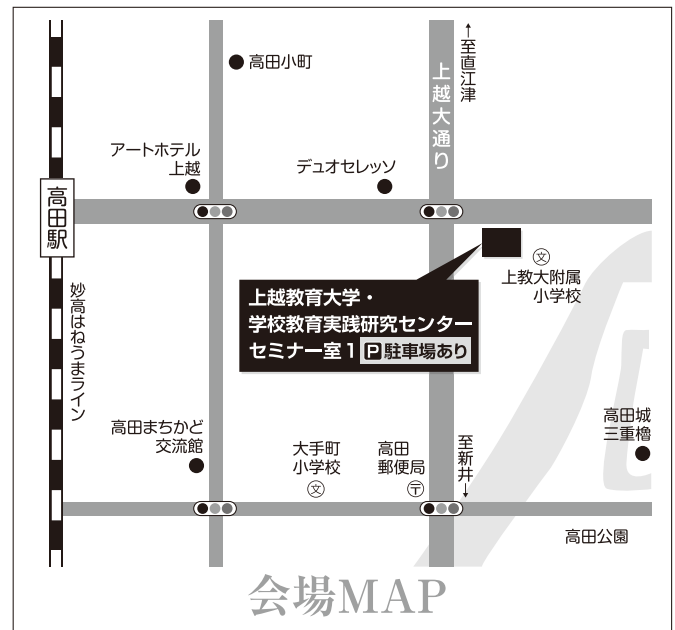 ←至直江津
高田小町
上越大通り
アートホテル
上越
デュオセレッソ
高田駅
上教大附属
小学校
上越教育大学・
学校教育実践研究センター
セミナー室1 P駐車場あり
妙高はねうまライン
高田まちかど
交流館
大手町
小学校
文
高田
郵便局
〒
至新井→
文
高田城
三重櫓
高田公園
会場MAP